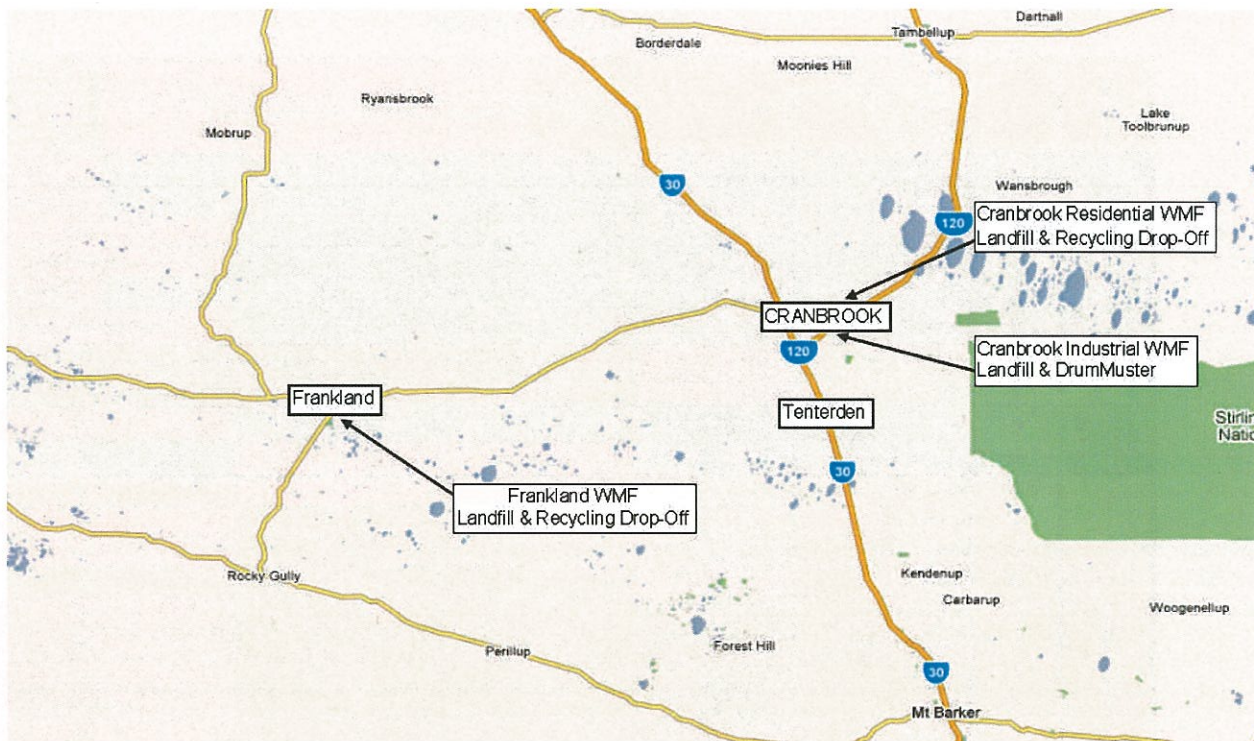 Dartnall
Tambellup
Borderdale
Moonies Hill
Ryansbrook
Lake
Toolbrunup
Mobrup
30
Wansbrough
120
Cranbrook Residential WMF
Landfill & Recycling Drop-Off
CRANBROOK
120
Cranbrook Industrial WMF
Landfill & DrumMuster
Frankland
Tenterden
Stirlin
Natio
30
Frankland WMF
Landfill & Recycling Drop-Off
Rocky Gully
Kendenup
Carbarup
Woogenellup
Forest Hill
Perillup
30
Mt Barker